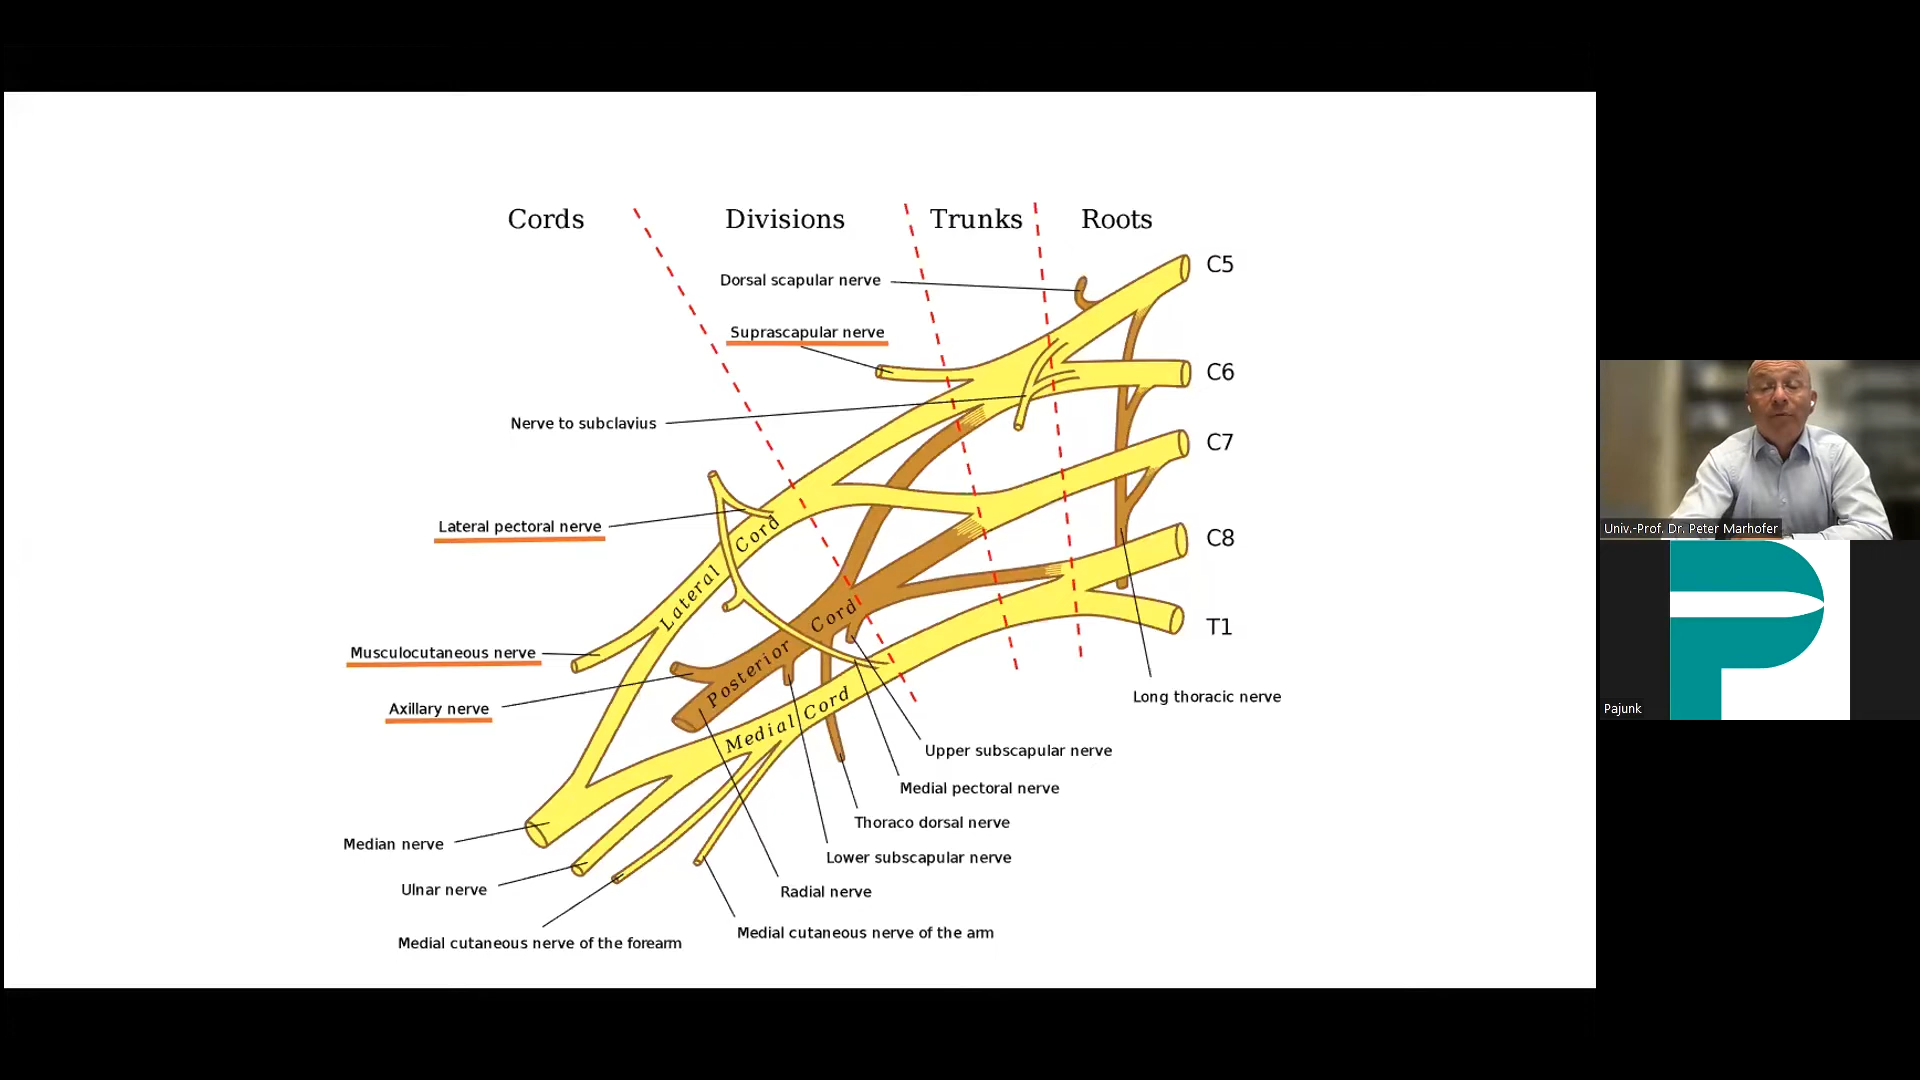 Cords
Divisions
Trunks
Roots
C5
Dorsal scapular nerve
Suprascapular nerve
C6
Nerve to subclavius
C7
Lateral pectoral nerve
Lateral Cord
C8
Posterior Cord
T1
Musculocutaneous nerve
Axillary nerve
Medial Cord
Long thoracic nerve
Upper subscapular nerve
Medial pectoral nerve
Thoraco dorsal nerve
Median nerve
Lower subscapular nerve
Ulnar nerve
Radial nerve
Medial cutaneous nerve of the forearm
Medial cutaneous nerve of the arm
Univ.-Prof. Dr. Peter Marhofer
Pajunk